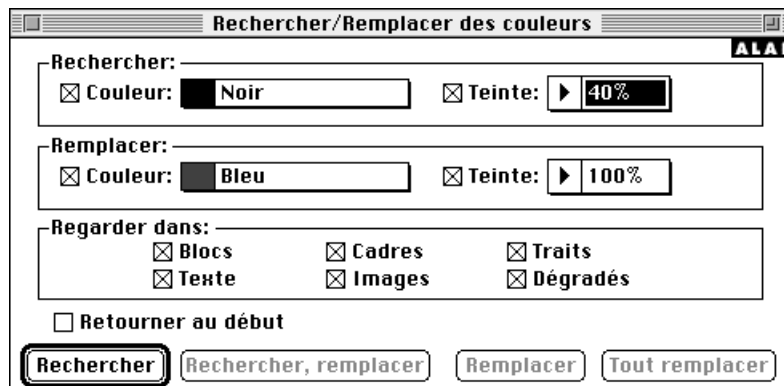 Rechercher/Remplacer des couleurs
ALAI
Rechercher:
Couleur: Noir Teinte: 40%
Remplacer:
Couleur: Bleu Teinte: 100%
Regarder dans:
Blocs Cadres Traits
Texte Images Dégradés
Retourner au début
Rechercher Rechercher, remplacer Remplacer Tout remplacer